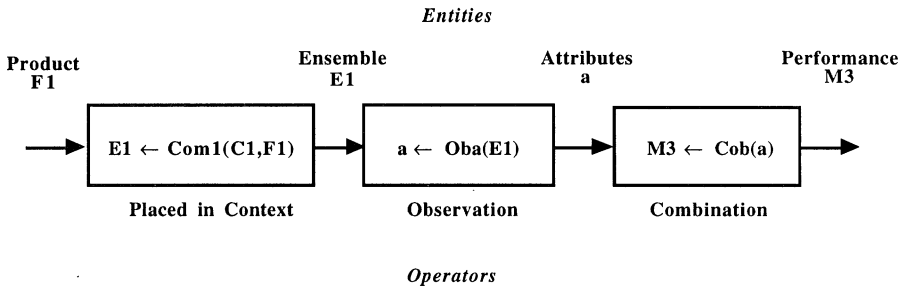 Entities
Product
F1
Ensemble
E1
Attributes
a
Performance
M3
E1 ← Com1(C1,F1)
a ← Oba(E1)
M3 ← Cob(a)
Placed in Context
Observation
Combination
Operators